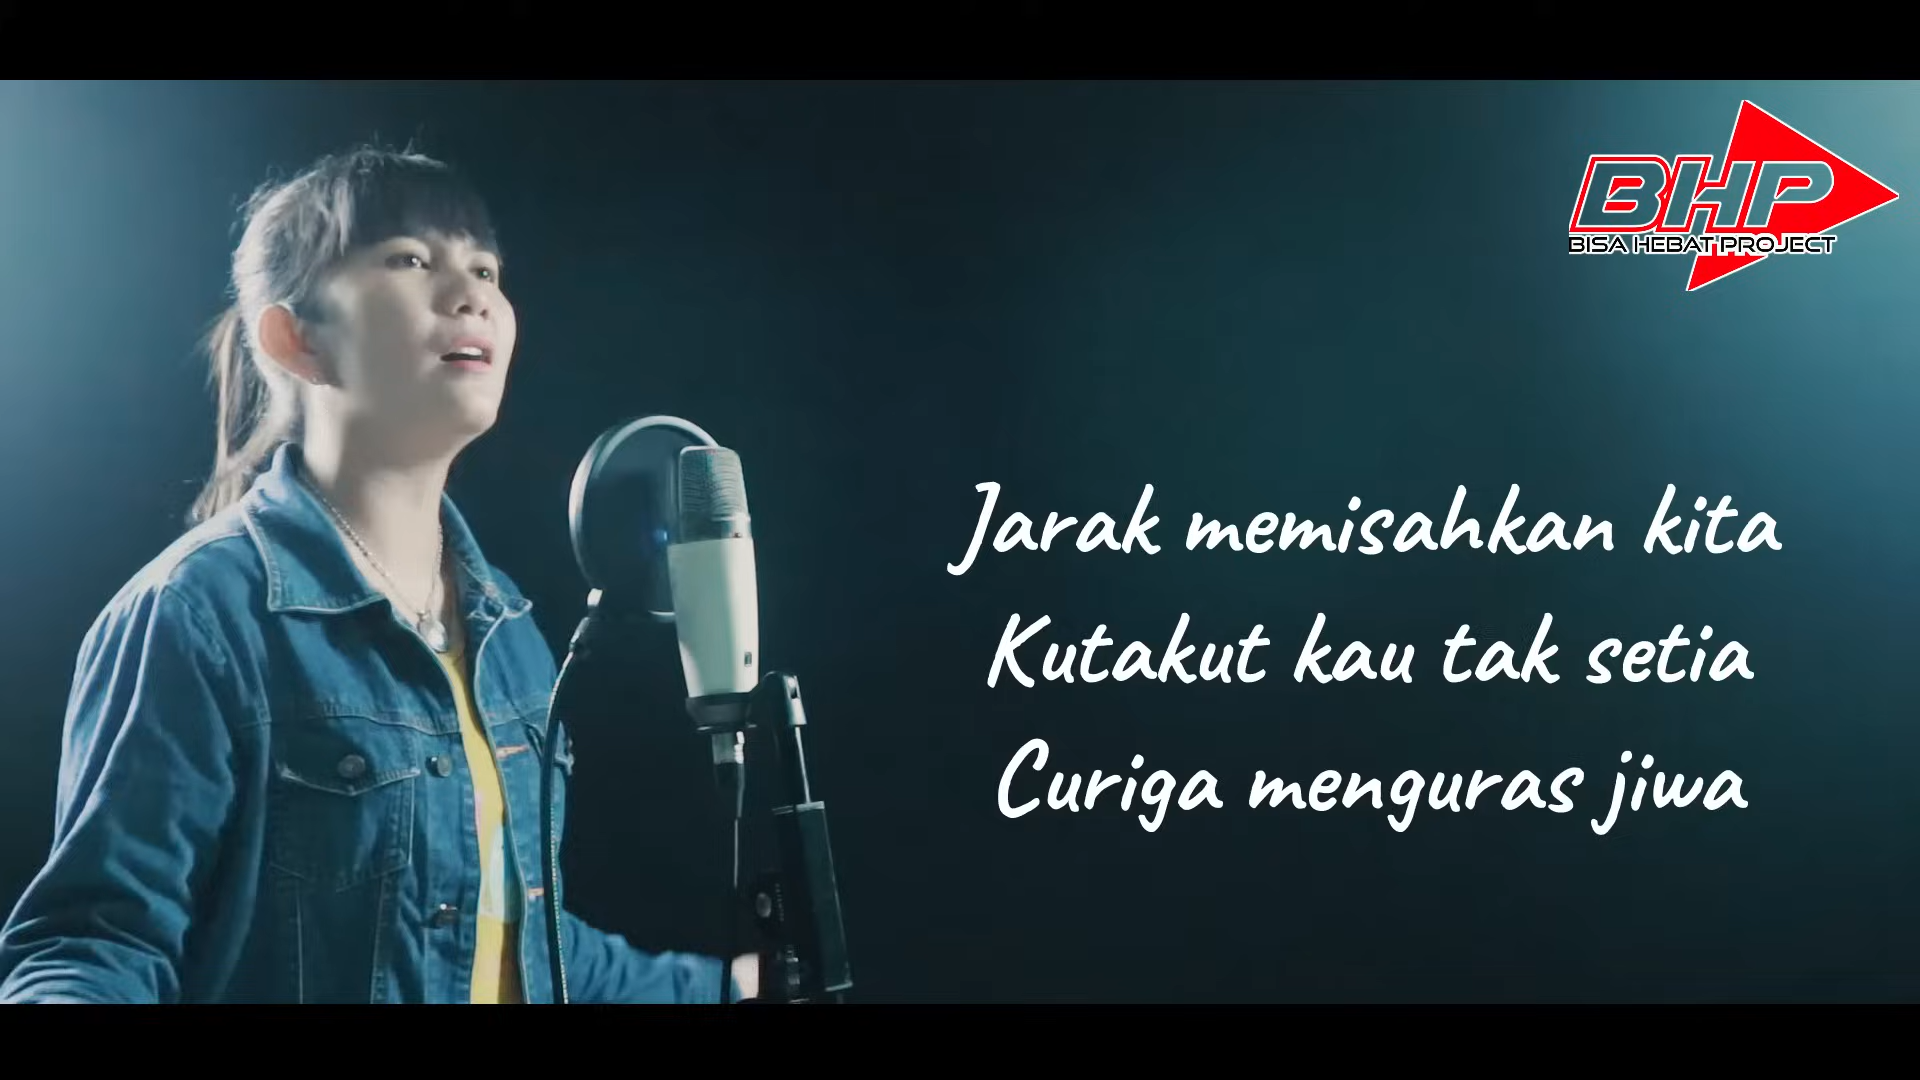 BHP
BISA HEBAT PROJECT
Jarak memisahkan kita
Kutakut kau tak setia
Curiga menguras jiwa